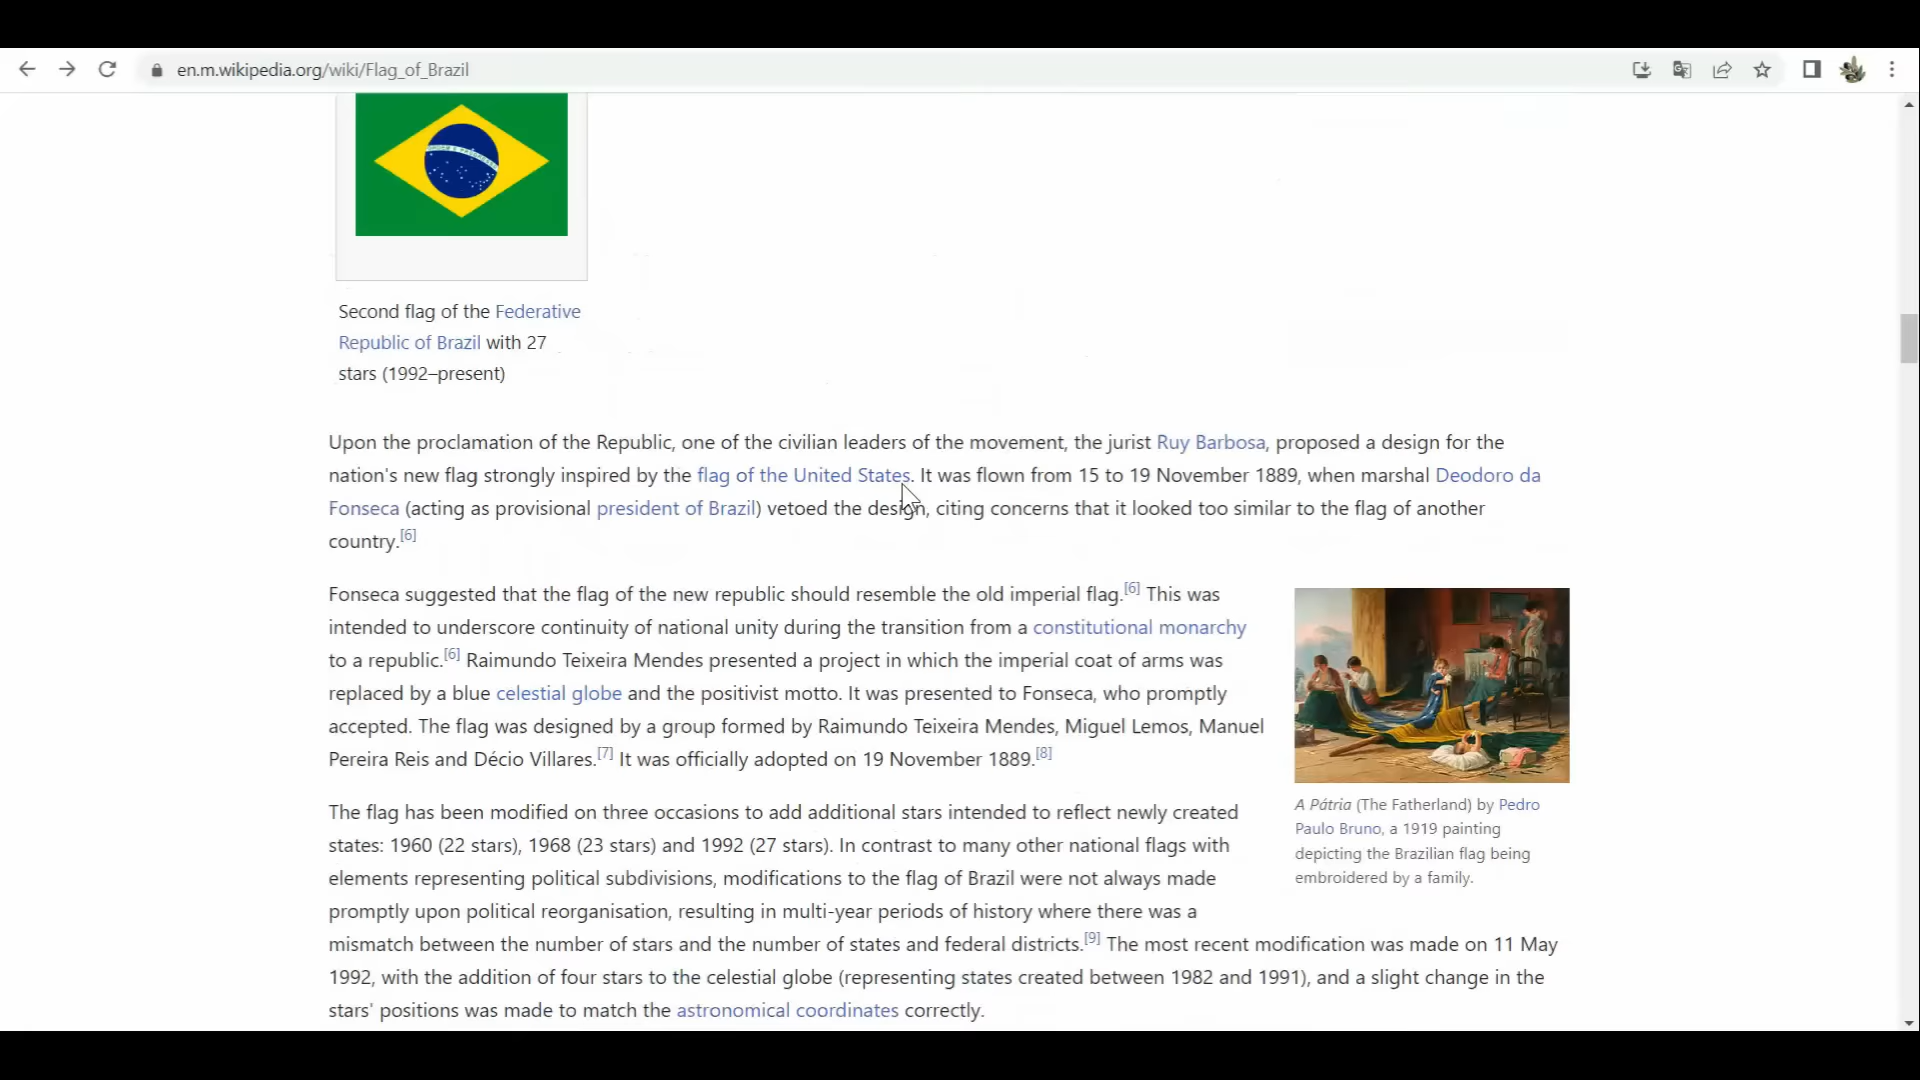 en.m.wikipedia.org/wiki/Flag_of_Brazil
Second flag of the Federative
Republic of Brazil with 27
stars (1992–present)
Upon the proclamation of the Republic, one of the civilian leaders of the movement, the jurist Ruy Barbosa, proposed a design for the
nation's new flag strongly inspired by the flag of the United States. It was flown from 15 to 19 November 1889, when marshal Deodoro da
Fonseca (acting as provisional president of Brazil) vetoed the design, citing concerns that it looked too similar to the flag of another
country.[6]
Fonseca suggested that the flag of the new republic should resemble the old imperial flag.[6] This was
intended to underscore continuity of national unity during the transition from a constitutional monarchy
to a republic.[6] Raimundo Teixeira Mendes presented a project in which the imperial coat of arms was
replaced by a blue celestial globe and the positivist motto. It was presented to Fonseca, who promptly
accepted. The flag was designed by a group formed by Raimundo Teixeira Mendes, Miguel Lemos, Manuel
Pereira Reis and Décio Villares.[7] It was officially adopted on 19 November 1889.[8]
A Pátria (The Fatherland) by Pedro
Paulo Bruno, a 1919 painting
depicting the Brazilian flag being
embroidered by a family.
The flag has been modified on three occasions to add additional stars intended to reflect newly created
states: 1960 (22 stars), 1968 (23 stars) and 1992 (27 stars). In contrast to many other national flags with
elements representing political subdivisions, modifications to the flag of Brazil were not always made
promptly upon political reorganisation, resulting in multi-year periods of history where there was a
mismatch between the number of stars and the number of states and federal districts.[9] The most recent modification was made on 11 May
1992, with the addition of four stars to the celestial globe (representing states created between 1982 and 1991), and a slight change in the
stars' positions was made to match the astronomical coordinates correctly.